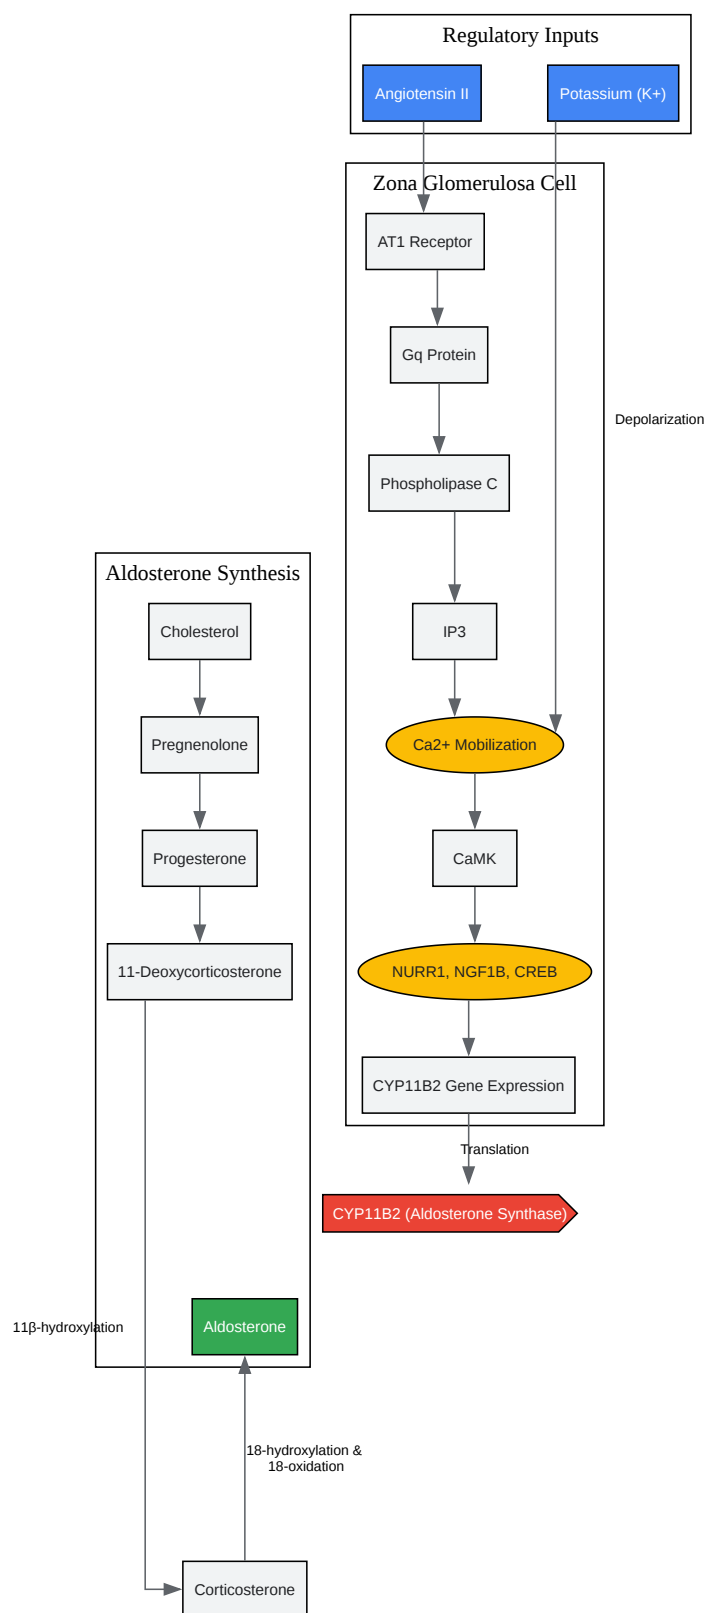 Regulatory Inputs
Angiotensin II
Potassium (K+)
Zona Glomerulosa Cell
AT1 Receptor
Gq Protein
Depolarization
Phospholipase C
Aldosterone Synthesis
Cholesterol
IP3
Pregnenolone
Ca2+ Mobilization
Progesterone
CaMK
11-Deoxycorticosterone
NURR1, NGF1B, CREB
CYP11B2 Gene Expression
Translation
CYP11B2 (Aldosterone Synthase)
11β-hydroxylation
Aldosterone
18-hydroxylation &
18-oxidation
Corticosterone